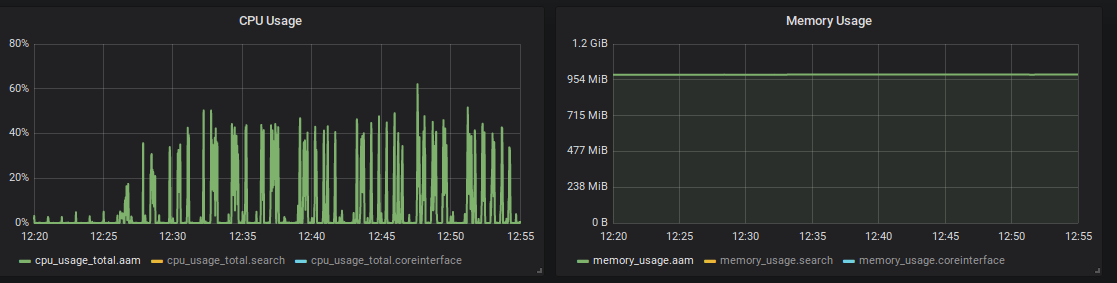 CPU Usage
80%
60%
40%
20%
0%
12:20 12:25 12:30 12:35 12:40 12:45 12:50 12:55
cpu_usage_total.aam cpu_usage_total.search cpu_usage_total.coreinterface
Memory Usage
1.2 GiB
954 MiB
715 MiB
477 MiB
238 MiB
0 B
12:20 12:25 12:30 12:35 12:40 12:45 12:50 12:55
memory_usage.aam memory_usage.search memory_usage.coreinterface